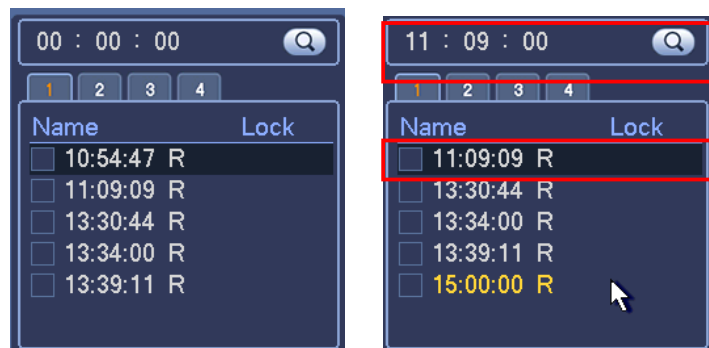 00 : 00 : 00
1 2 3 4
Name Lock
10:54:47 R
11:09:09 R
13:30:44 R
13:34:00 R
13:39:11 R
11 : 09 : 00
1 2 3 4
Name Lock
11:09:09 R
13:30:44 R
13:34:00 R
13:39:11 R
15:00:00 R